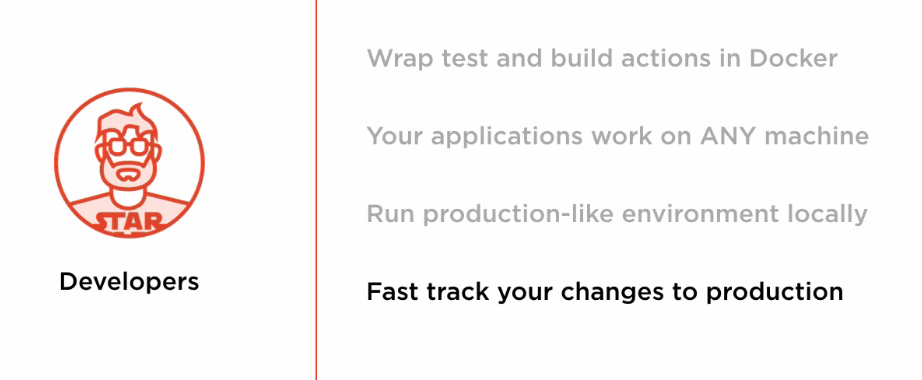 Wrap test and build actions in Docker
Your applications work on ANY machine
Run production-like environment locally
STAR
Developers
Fast track your changes to production